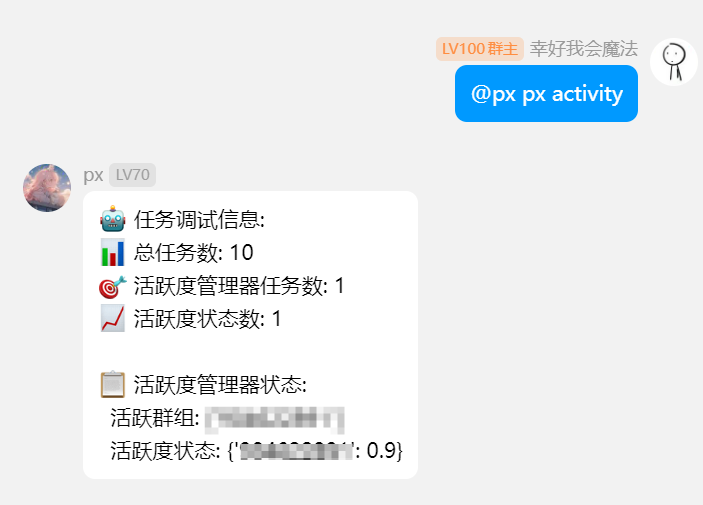 LV100 群主 幸好我会魔法
@px px activity
px LV70
任务调试信息:
总任务数: 10
活跃度管理器任务数: 1
活跃度状态数: 1
活跃度管理器状态:
活跃群组:
活跃度状态: {' ': 0.9}